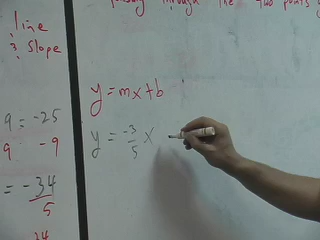 passing through the two points
line
& slope
y = mx + b
9 = -25
y = -3/5 x
9 -9
= -34/5
34